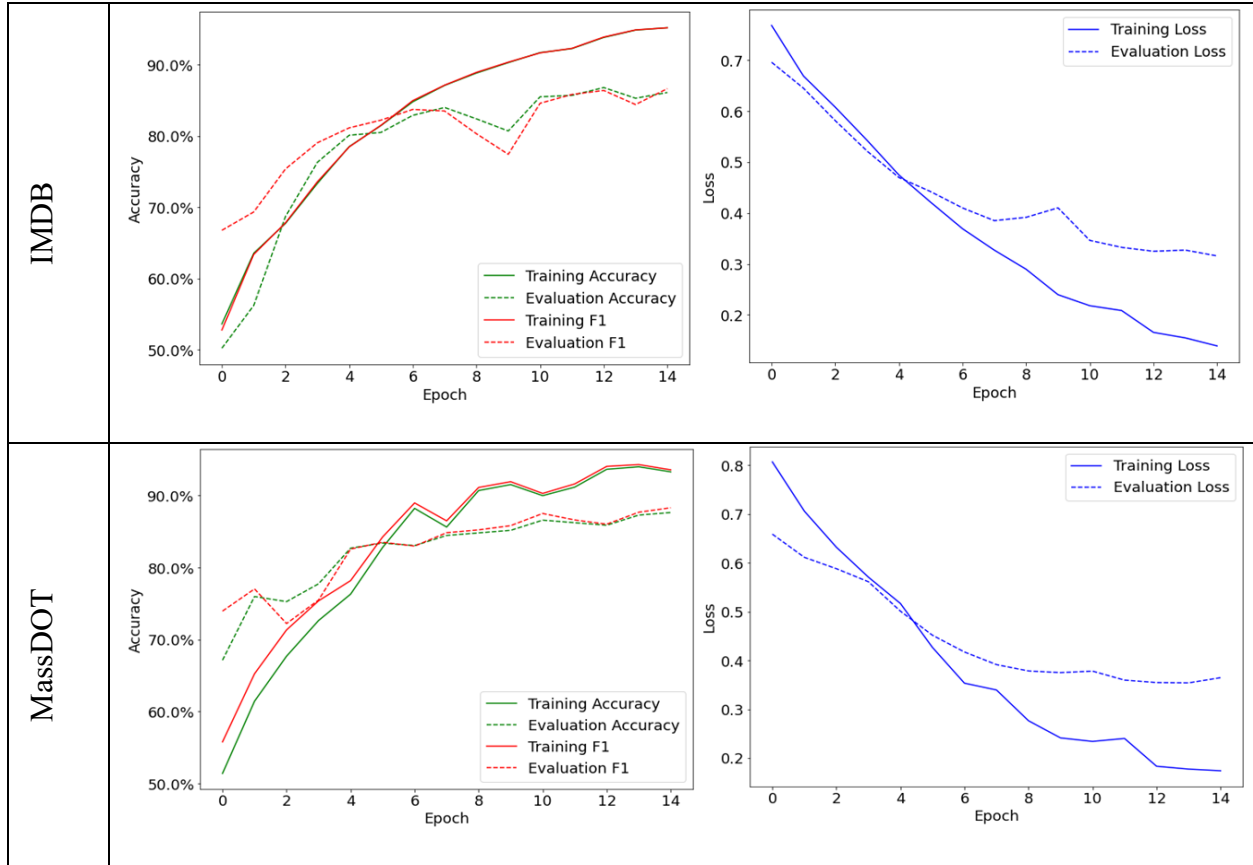 IMDB
90.0%
80.0%
70.0%
60.0%
50.0%
Accuracy
0 2 4 6 8 10 12 14
Epoch
Training Accuracy
Evaluation Accuracy
Training F1
Evaluation F1
0.7
0.6
0.5
0.4
0.3
0.2
Loss
0 2 4 6 8 10 12 14
Epoch
Training Loss
Evaluation Loss
MassDOT
90.0%
80.0%
70.0%
60.0%
50.0%
Accuracy
0 2 4 6 8 10 12 14
Epoch
Training Accuracy
Evaluation Accuracy
Training F1
Evaluation F1
0.8
0.7
0.6
0.5
0.4
0.3
0.2
Loss
0 2 4 6 8 10 12 14
Epoch
Training Loss
Evaluation Loss